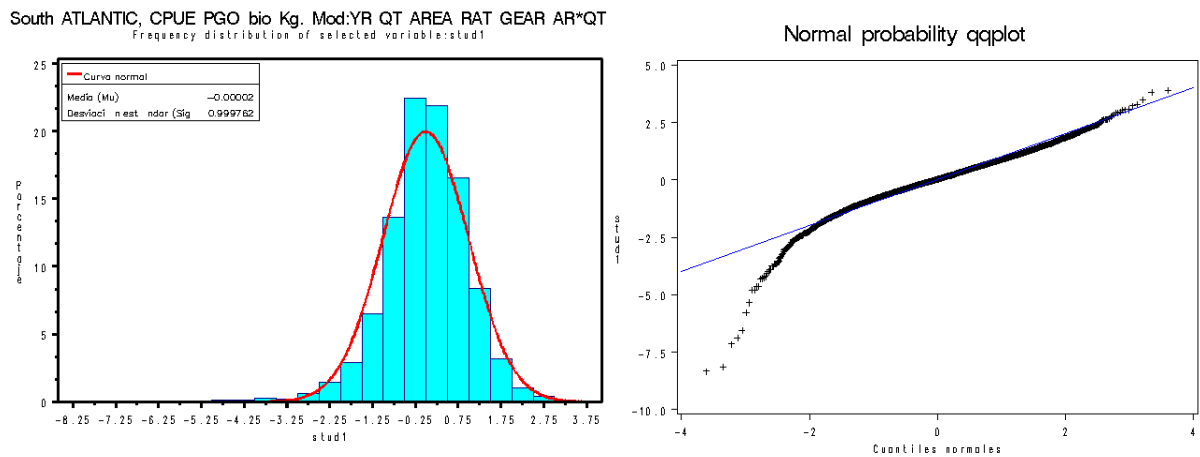 South ATLANTIC, CPUE PGO bio Kg. Mod:YR QT AREA RAT GEAR AR*QT
Frequency distribution of selected variable:stud1
25
20
15
10
5
0
Porcentaje
Curva normal
Media (Mu) -0.00002
Desviaci n est ndar (Sig 0.999762
-8.25 -7.25 -6.25 -5.25 -4.25 -3.25 -2.25 -1.25 -0.25 0.75 1.75 2.75 3.75
stud1
Normal probability qqplot
5.0
2.5
0
-2.5
-5.0
-7.5
-10.0
stud1
-4 -2 0 2 4
Cuantiles normales